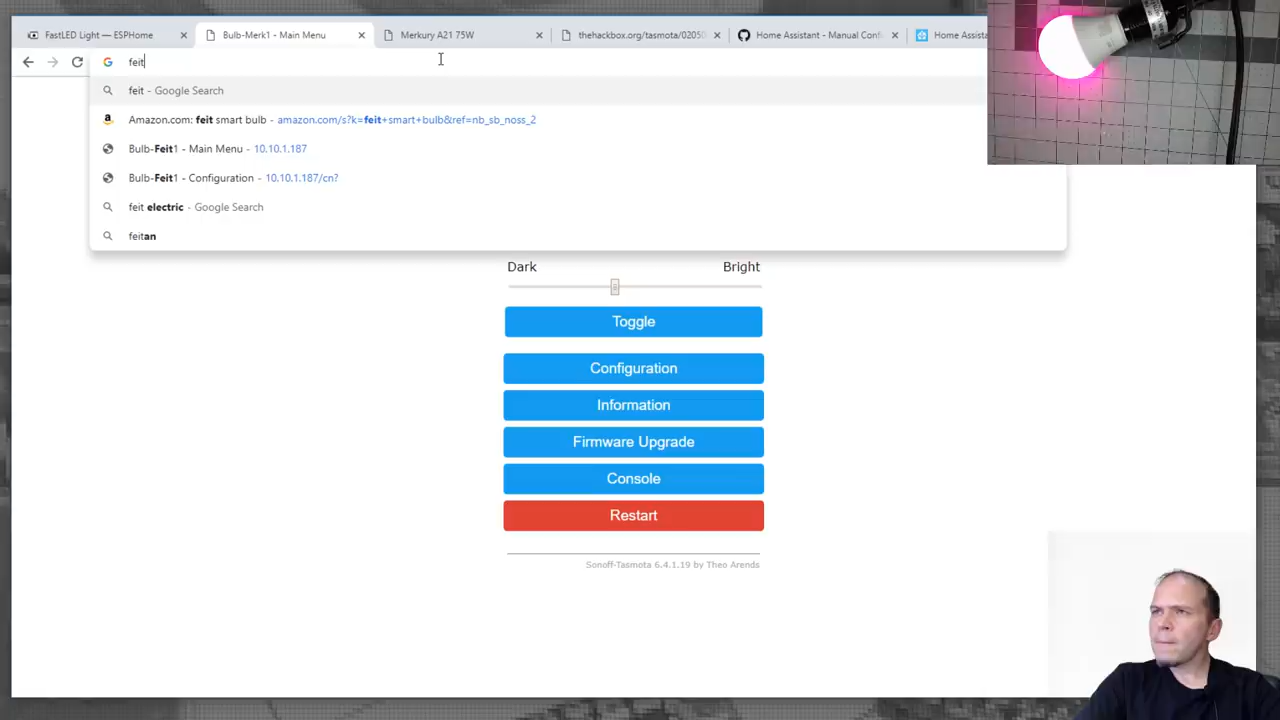 FastLED Light — ESPHome
Bulb-Merk1 - Main Menu
Merkury A21 75W
thehackbox.org/tasmota/02050
Home Assistant - Manual Confi
Home Assista
feit
feit - Google Search
Amazon.com: feit smart bulb - amazon.com/s?k=feit+smart+bulb&ref=nb_sb_noss_2
Bulb-Feit1 - Main Menu - 10.10.1.187
Bulb-Feit1 - Configuration - 10.10.1.187/cn?
feit electric - Google Search
feitan
Dark Bright
Toggle
Configuration
Information
Firmware Upgrade
Console
Restart
Sonoff-Tasmota 6.4.1.19 by Theo Arends